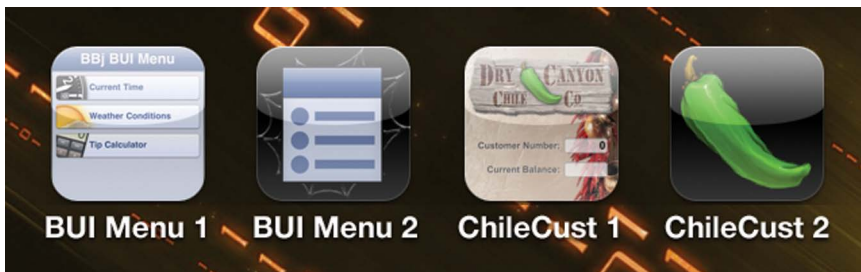 BBj BUI Menu
Current Time
Weather Conditions
Tip Calculator
DRY CANYON
CHILE CO
Customer Number: 0
Current Balance:
BUI Menu 1
BUI Menu 2
ChileCust 1
ChileCust 2